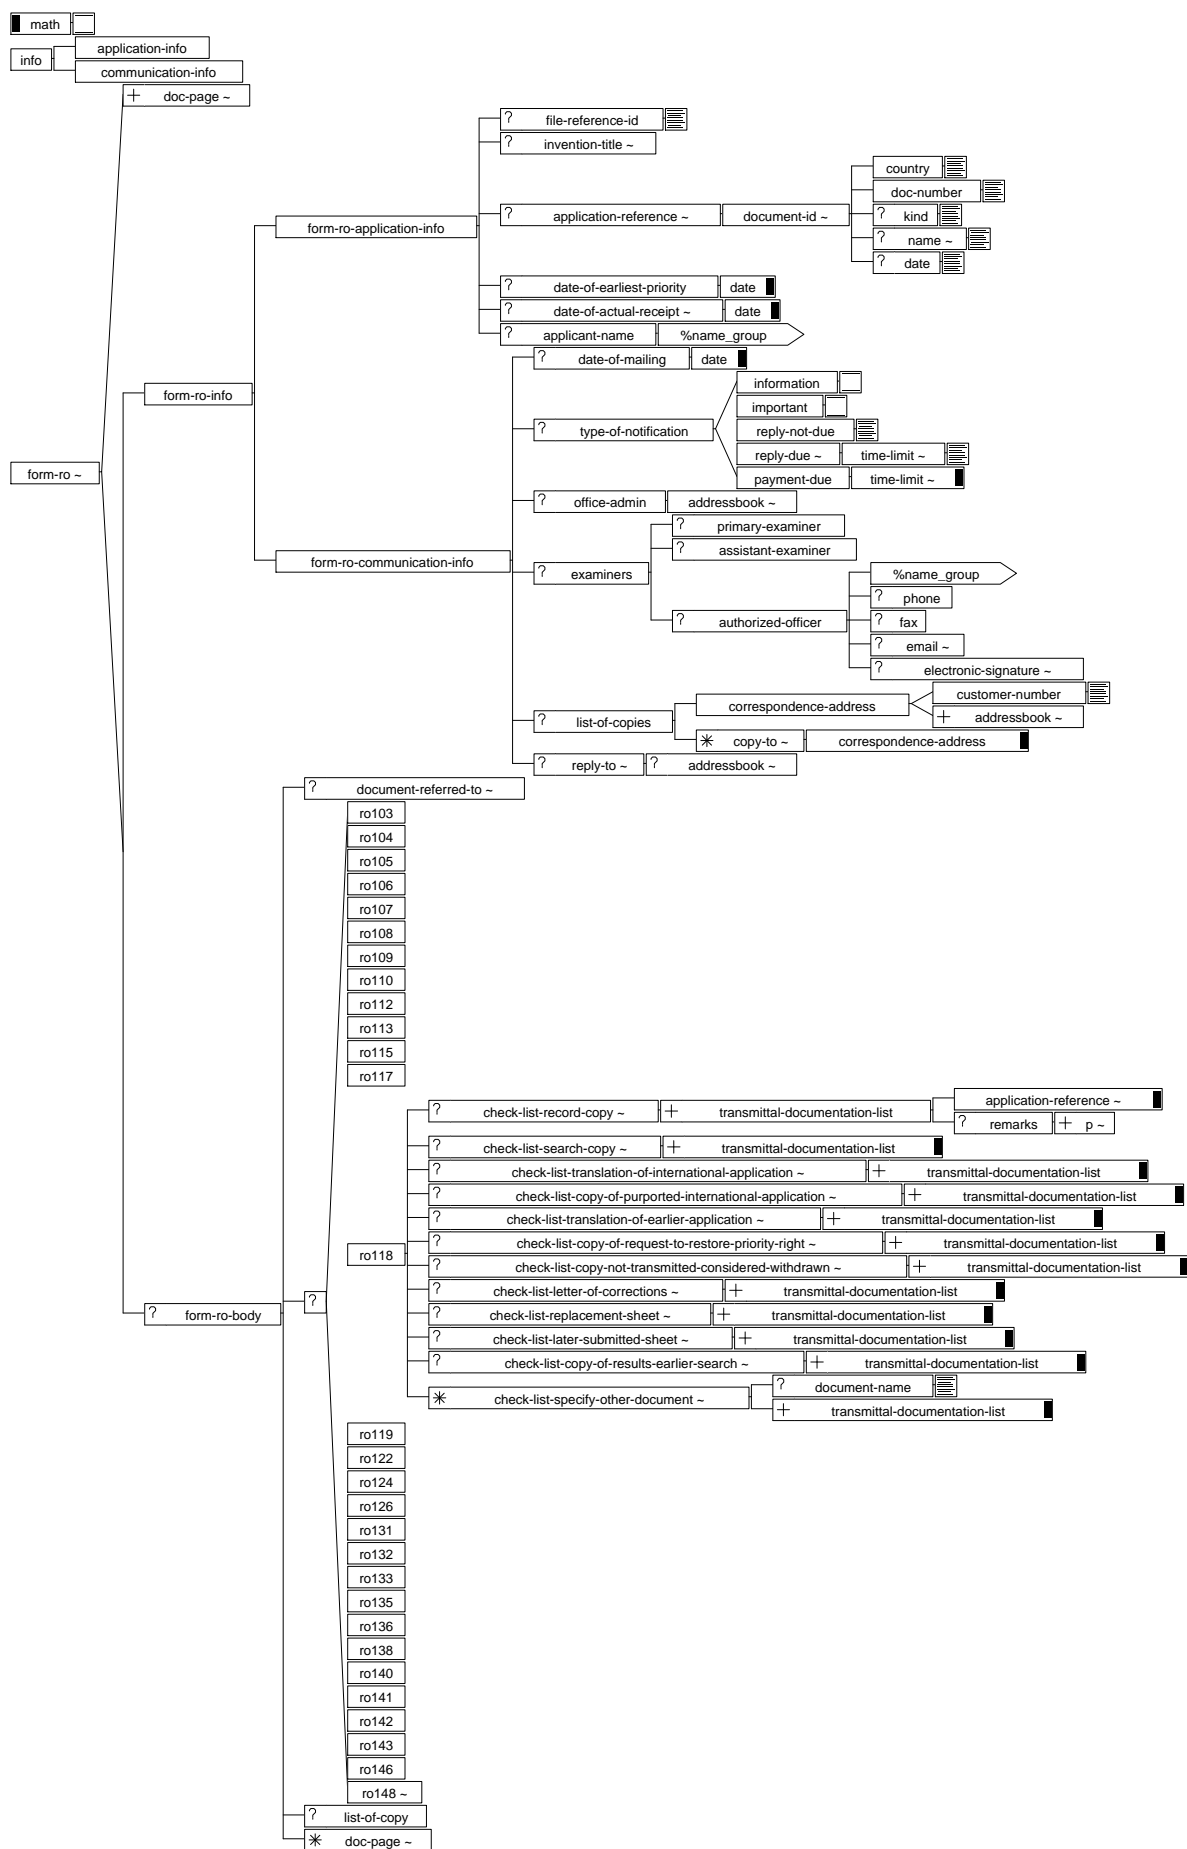 math
application-info
info
communication-info
+ doc-page ~
? file-reference-id
? invention-title ~
country
doc-number
form-ro-application-info ? application-reference ~ document-id ~ ? kind
? name ~
? date
? date-of-earliest-priority date
? date-of-actual-receipt ~ date
? applicant-name %name_group
? date-of-mailing date
information
form-ro-info
important
? type-of-notification reply-not-due
reply-due ~ time-limit ~
form-ro ~ payment-due time-limit ~
? office-admin addressbook ~
? primary-examiner
? assistant-examiner
form-ro-communication-info ? examiners %name_group
? phone
? authorized-officer ? fax
? email ~
? electronic-signature ~
customer-number
correspondence-address
? list-of-copies + addressbook ~
* copy-to ~ correspondence-address
? reply-to ~ ? addressbook ~
? document-referred-to ~
ro103
ro104
ro105
ro106
ro107
ro108
ro109
ro110
ro112
ro113
ro115
ro117
application-reference ~
? check-list-record-copy ~ + transmittal-documentation-list
? remarks + p ~
? check-list-search-copy ~ + transmittal-documentation-list
? check-list-translation-of-international-application ~ + transmittal-documentation-list
? check-list-copy-of-purported-international-application ~ + transmittal-documentation-list
? check-list-translation-of-earlier-application ~ + transmittal-documentation-list
? check-list-copy-of-request-to-restore-priority-right ~ + transmittal-documentation-list
ro118
? check-list-copy-not-transmitted-considered-withdrawn ~ + transmittal-documentation-list
? check-list-letter-of-corrections ~ + transmittal-documentation-list
?
? form-ro-body ? check-list-replacement-sheet ~ + transmittal-documentation-list
? check-list-later-submitted-sheet ~ + transmittal-documentation-list
? check-list-copy-of-results-earlier-search ~ + transmittal-documentation-list
? document-name
* check-list-specify-other-document ~
+ transmittal-documentation-list
ro119
ro122
ro124
ro126
ro131
ro132
ro133
ro135
ro136
ro138
ro140
ro141
ro142
ro143
ro146
ro148 ~
? list-of-copy
* doc-page ~